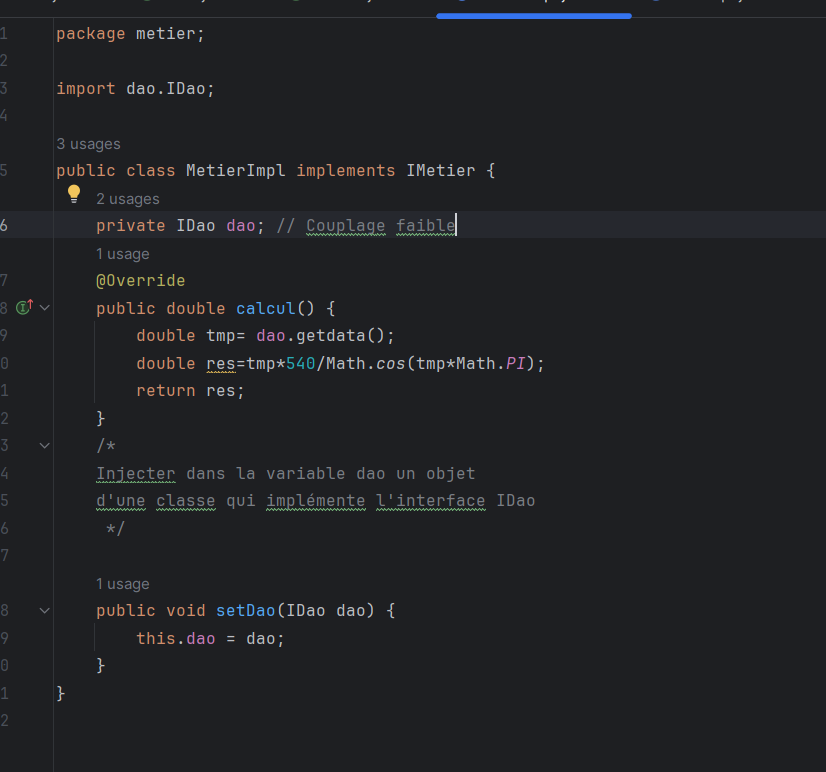 1 package metier;
2
3 import dao.IDao;
4
3 usages
5 public class MetierImpl implements IMetier {
2 usages
6 private IDao dao; // Couplage faible
1 usage
7 @Override
8 public double calcul() {
9 double tmp= dao.getdata();
0 double res=tmp*540/Math.cos(tmp*Math.PI);
1 return res;
2 }
3 /*
4 Injecter dans la variable dao un objet
5 d'une classe qui implémente l'interface IDao
6 */
7
1 usage
8 public void setDao(IDao dao) {
9 this.dao = dao;
0 }
1 }
2